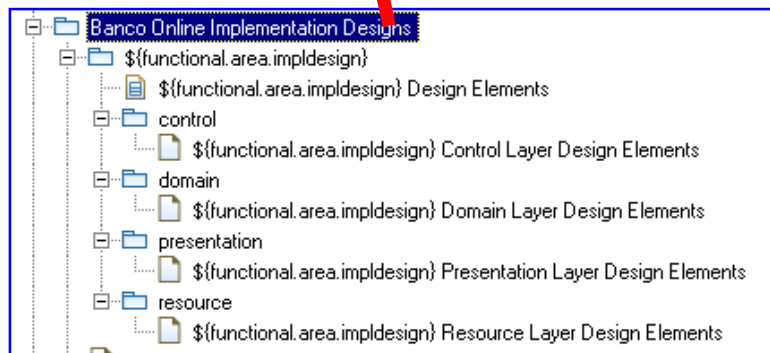 Banco Online Implementation Designs
${functional.area.impldesign}
${functional.area.impldesign} Design Elements
control
${functional.area.impldesign} Control Layer Design Elements
domain
${functional.area.impldesign} Domain Layer Design Elements
presentation
${functional.area.impldesign} Presentation Layer Design Elements
resource
${functional.area.impldesign} Resource Layer Design Elements